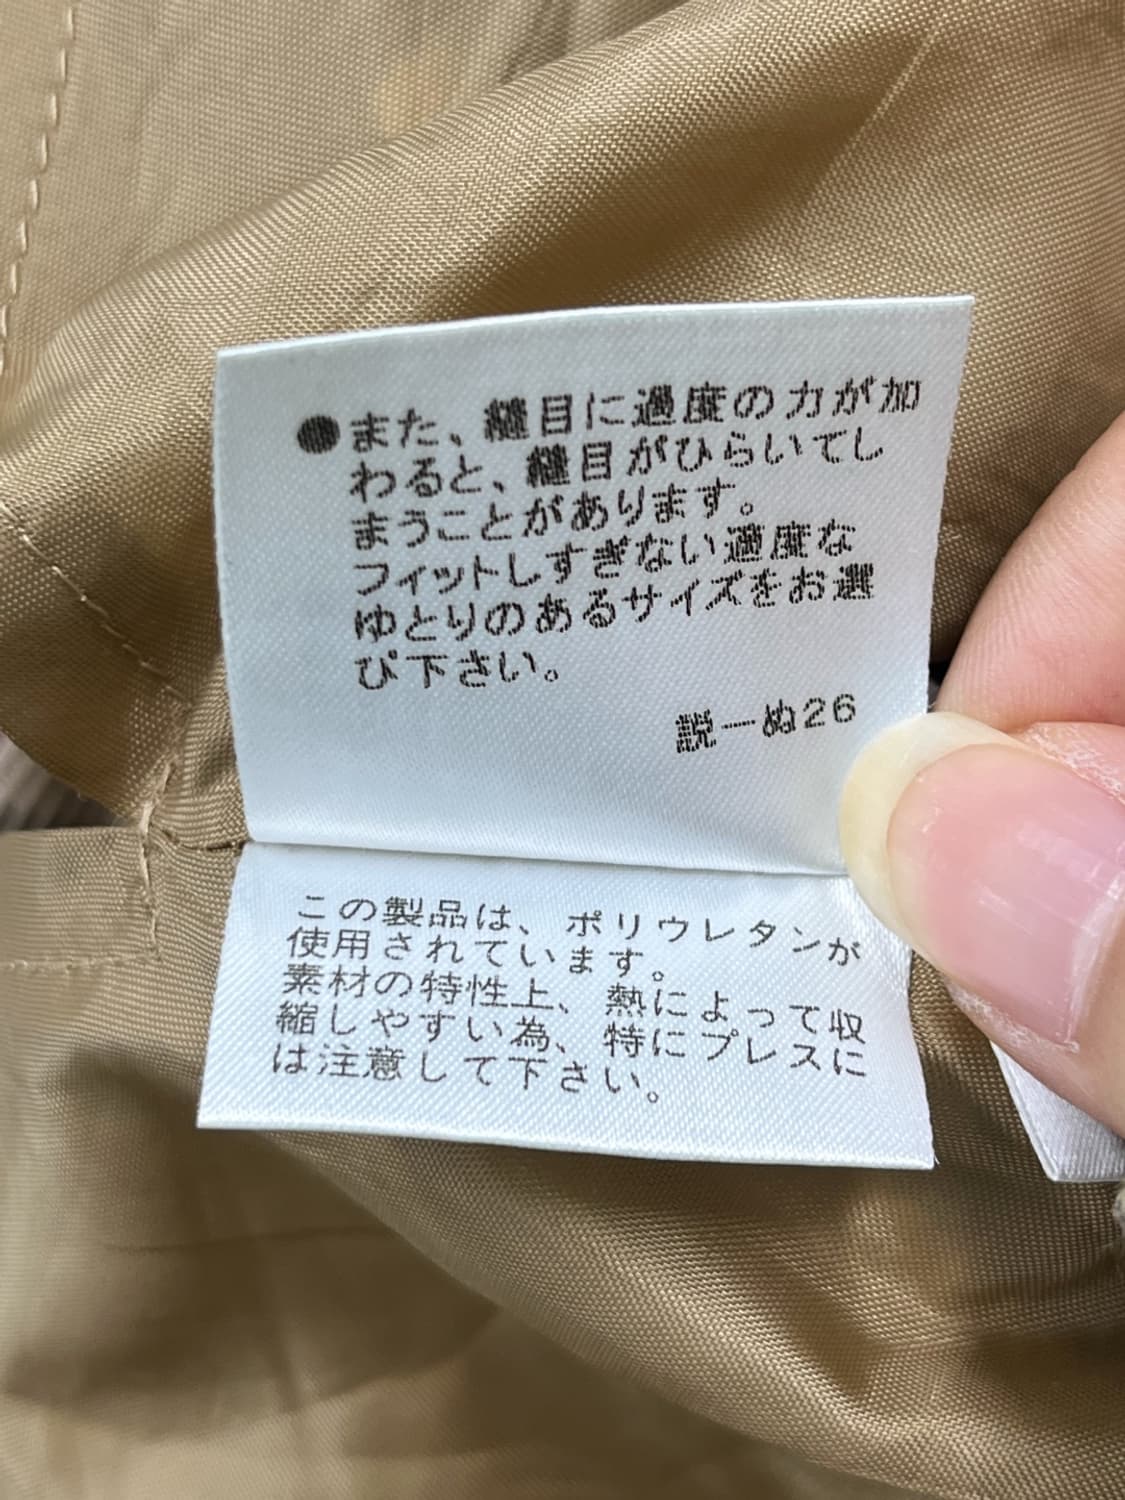 ●また、縫目に過度の力が加
わると、縫目がひらいてし
まうことがあります。
フィットしすぎない適度な
ゆとりのあるサイズをお選
び下さい。
説一ぬ26
この製品は、ポリウレタンが
使用されています。
素材の特性上、熱によって収
縮しやすい為、特にプレスに
は注意して下さい。